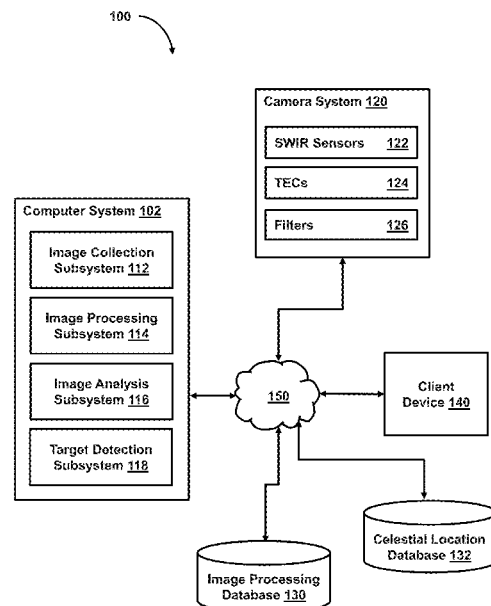 100
Camera System 120
SWIR Sensors 122
TECs 124
Filters 126
Computer System 102
Image Collection
Subsystem 112
Image Processing
Subsystem 114
Image Analysis
Subsystem 116
Target Detection
Subsystem 118
150
Client
Device 140
Celestial Location
Database 132
Image Processing
Database 130